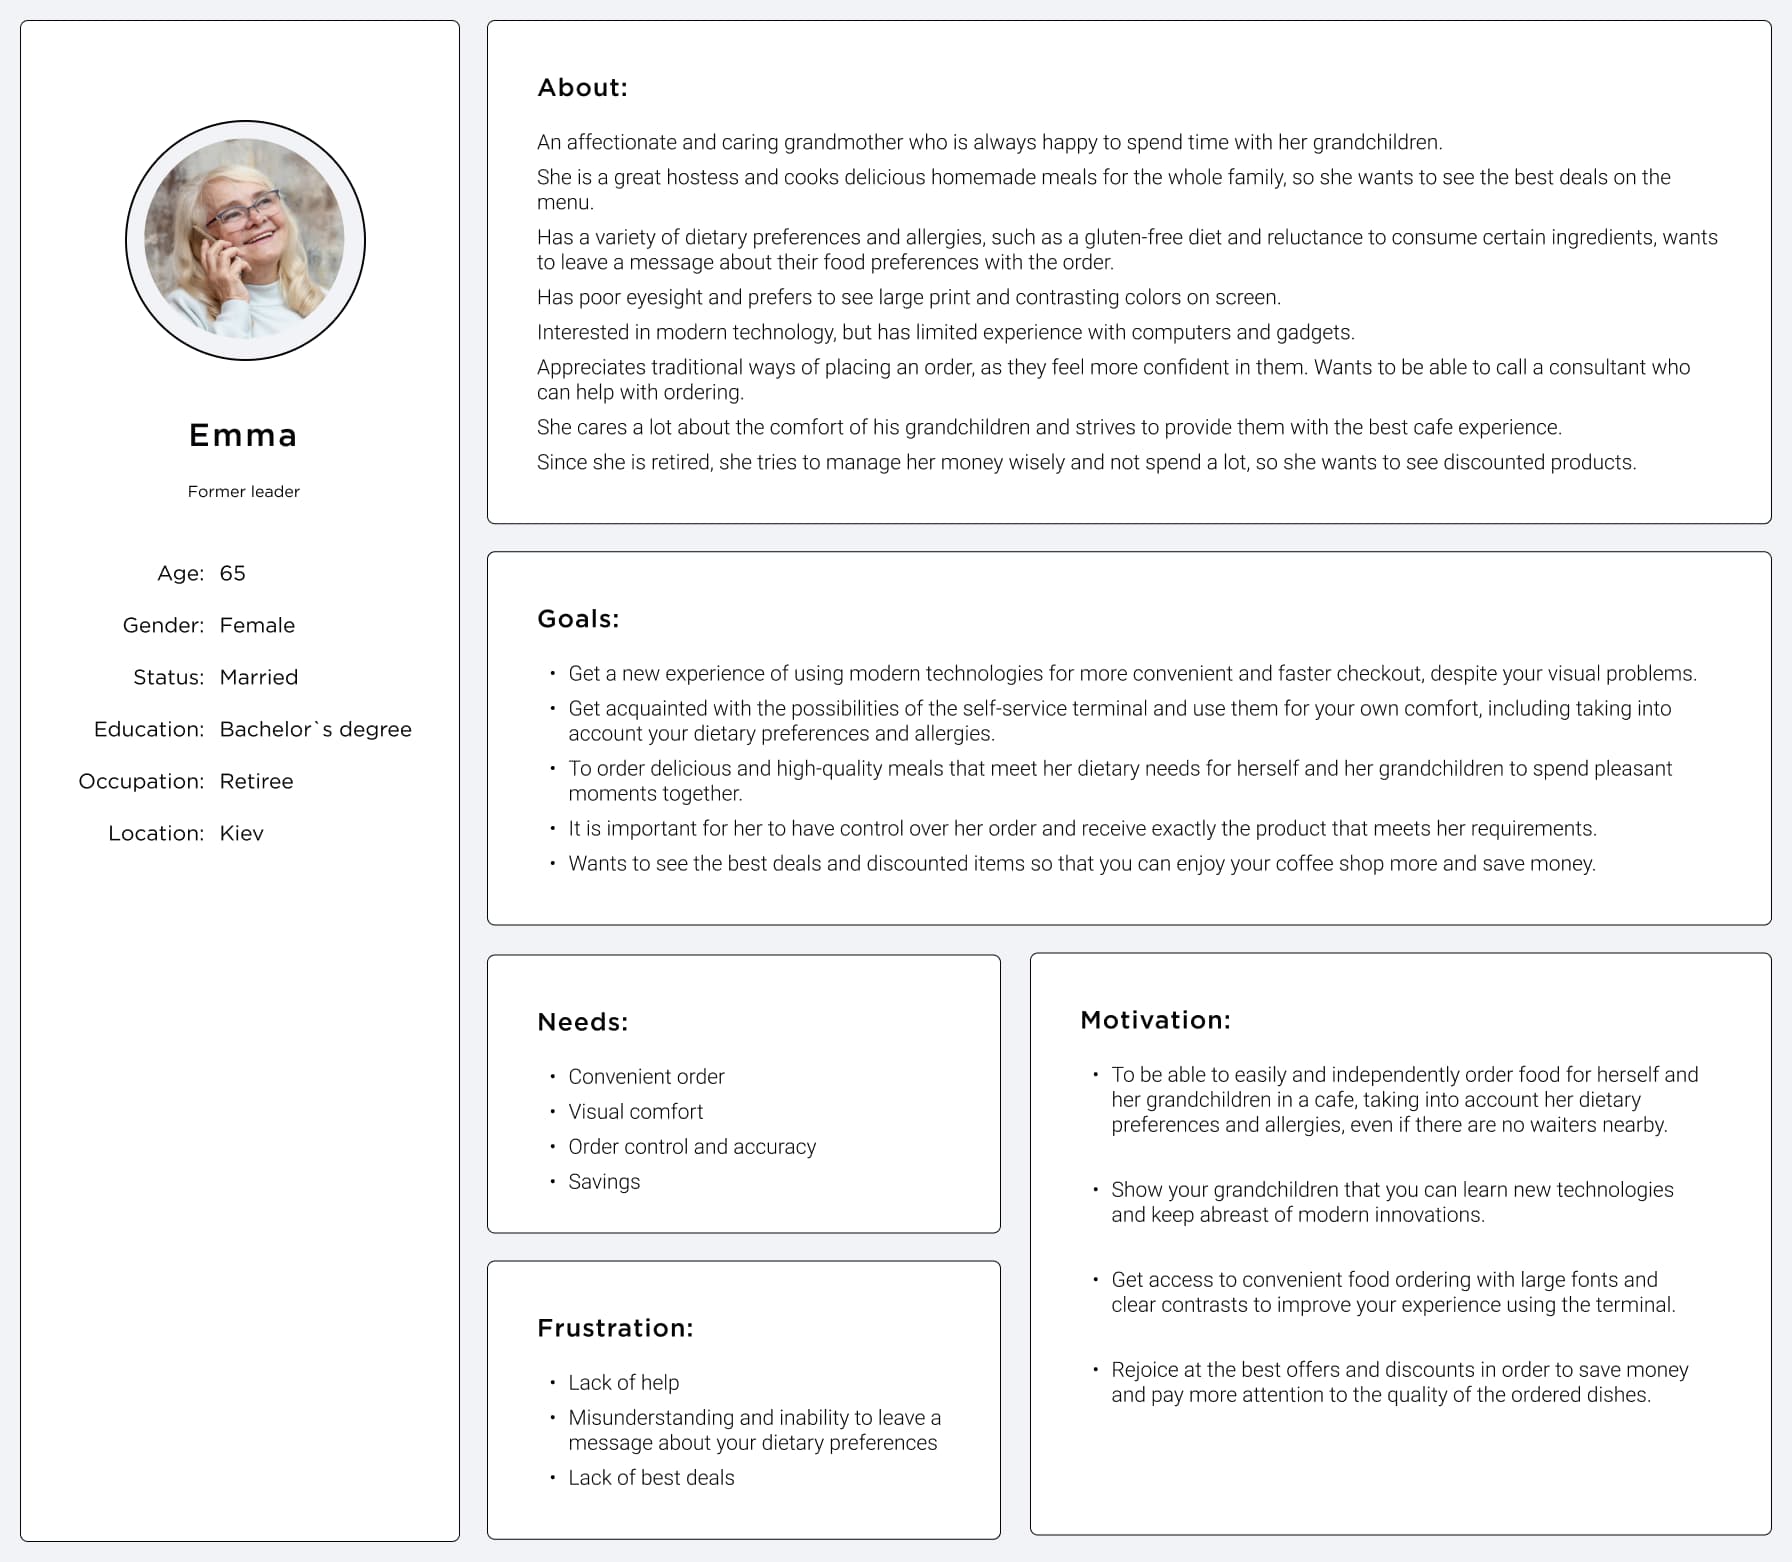 Emma
Former leader
Age: 65
Gender: Female
Status: Married
Education: Bachelor`s degree
Occupation: Retiree
Location: Kiev
About:
An affectionate and caring grandmother who is always happy to spend time with her grandchildren.
She is a great hostess and cooks delicious homemade meals for the whole family, so she wants to see the best deals on the
menu.
Has a variety of dietary preferences and allergies, such as a gluten-free diet and reluctance to consume certain ingredients, wants
to leave a message about their food preferences with the order.
Has poor eyesight and prefers to see large print and contrasting colors on screen.
Interested in modern technology, but has limited experience with computers and gadgets.
Appreciates traditional ways of placing an order, as they feel more confident in them. Wants to be able to call a consultant who
can help with ordering.
She cares a lot about the comfort of his grandchildren and strives to provide them with the best cafe experience.
Since she is retired, she tries to manage her money wisely and not spend a lot, so she wants to see discounted products.
Goals:
• Get a new experience of using modern technologies for more convenient and faster checkout, despite your visual problems.
• Get acquainted with the possibilities of the self-service terminal and use them for your own comfort, including taking into
account your dietary preferences and allergies.
• To order delicious and high-quality meals that meet her dietary needs for herself and her grandchildren to spend pleasant
moments together.
• It is important for her to have control over her order and receive exactly the product that meets her requirements.
• Wants to see the best deals and discounted items so that you can enjoy your coffee shop more and save money.
Needs:
• Convenient order
• Visual comfort
• Order control and accuracy
• Savings
Frustration:
• Lack of help
• Misunderstanding and inability to leave a
message about your dietary preferences
• Lack of best deals
Motivation:
• To be able to easily and independently order food for herself and
her grandchildren in a cafe, taking into account her dietary
preferences and allergies, even if there are no waiters nearby.
• Show your grandchildren that you can learn new technologies
and keep abreast of modern innovations.
• Get access to convenient food ordering with large fonts and
clear contrasts to improve your experience using the terminal.
• Rejoice at the best offers and discounts in order to save money
and pay more attention to the quality of the ordered dishes.